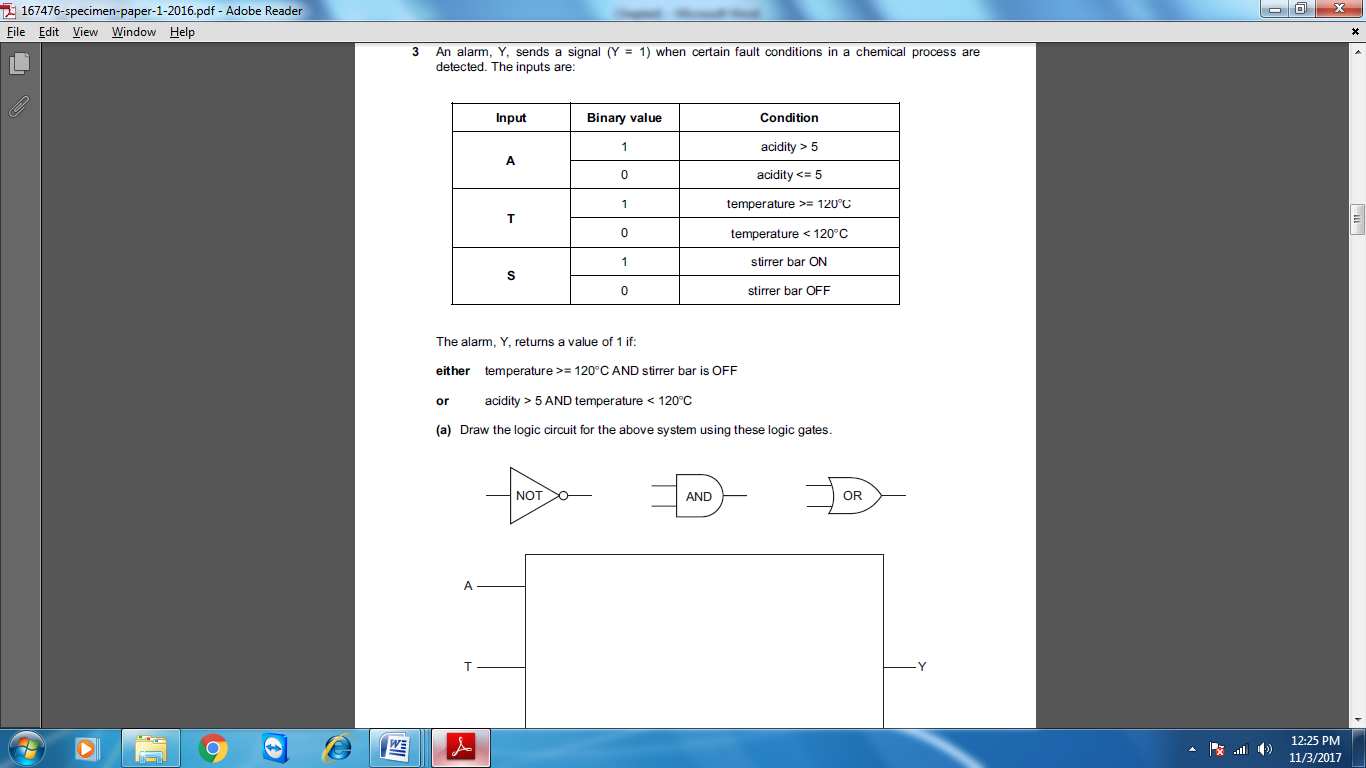 167476-specimen-paper-1-2016.pdf - Adobe Reader
File Edit View Window Help
3 An alarm, Y, sends a signal (Y = 1) when certain fault conditions in a chemical process are
detected. The inputs are:
Input Binary value Condition
A
1 acidity > 5
0 acidity <= 5
T
1 temperature >= 120°C
0 temperature < 120°C
S
1 stirrer bar ON
0 stirrer bar OFF
The alarm, Y, returns a value of 1 if:
either temperature >= 120°C AND stirrer bar is OFF
or acidity > 5 AND temperature < 120°C
(a) Draw the logic circuit for the above system using these logic gates.
NOT AND OR
A
T Y
12:25 PM
11/3/2017